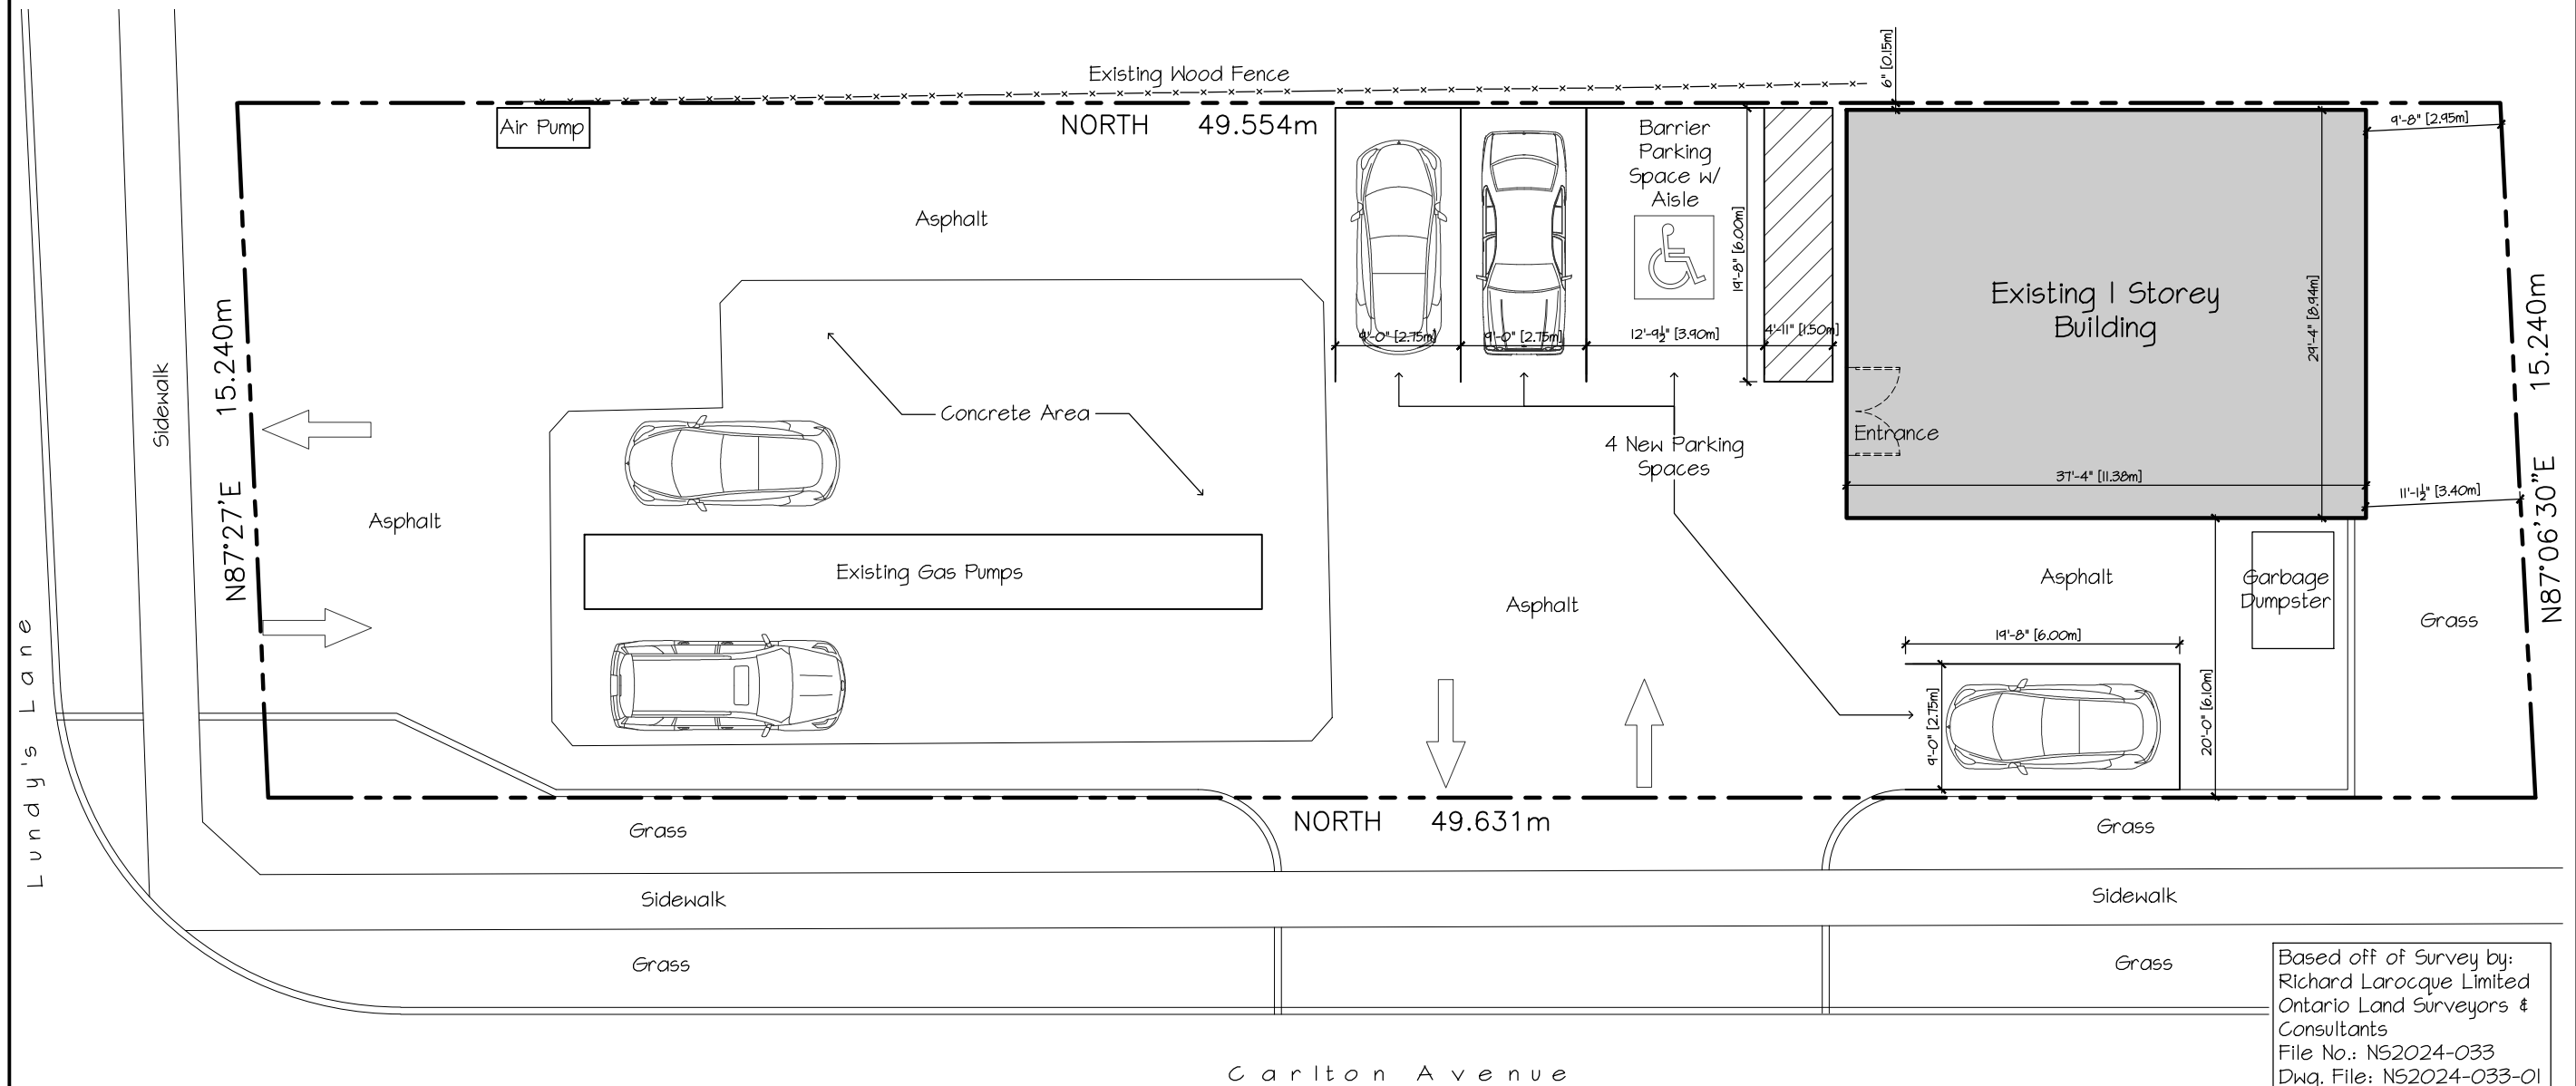 Existing Wood Fence
6" [0.15m]
Air Pump
NORTH 49.554m
Barrier
Parking
Space w/
Aisle
9'-8" [2.95m]
Asphalt
19'-8" [6.00m]
Existing 1 Storey
Building
29'-4" [8.94m]
15.240m
N87°27'E
15.240m
N87°06'30"E
9'-0" [2.75m]
9'-0" [2.75m]
12'-9½" [3.90m]
4'-11" [1.50m]
Sidewalk
Concrete Area
4 New Parking
Spaces
Entrance
37'-4" [11.38m]
11'-1½" [3.40m]
Asphalt
Existing Gas Pumps
Asphalt
Asphalt
Garbage
Dumpster
Grass
19'-8" [6.00m]
9'-0" [2.75m]
20'-0" [6.10m]
Lundy's Lane
NORTH 49.631m
Grass
Grass
Sidewalk
Sidewalk
Grass
Grass
Based off of Survey by:
Richard Larocque Limited
Ontario Land Surveyors &
Consultants
File No.: NS2024-033
Dwg. File: NS2024-033-01
Carlton Avenue